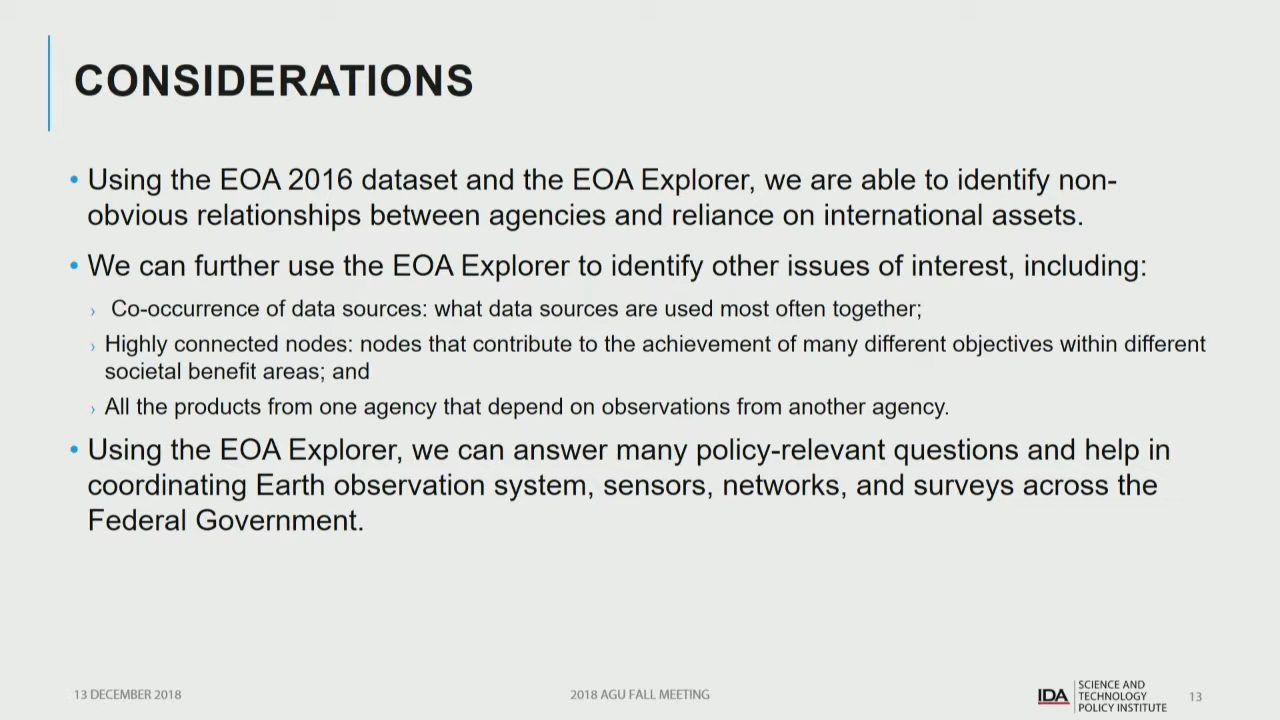 CONSIDERATIONS
• Using the EOA 2016 dataset and the EOA Explorer, we are able to identify non-
obvious relationships between agencies and reliance on international assets.
• We can further use the EOA Explorer to identify other issues of interest, including:
› Co-occurrence of data sources: what data sources are used most often together;
› Highly connected nodes: nodes that contribute to the achievement of many different objectives within different
societal benefit areas; and
› All the products from one agency that depend on observations from another agency.
• Using the EOA Explorer, we can answer many policy-relevant questions and help in
coordinating Earth observation system, sensors, networks, and surveys across the
Federal Government.
13 DECEMBER 2018
2018 AGU FALL MEETING
IDA
SCIENCE AND
TECHNOLOGY
POLICY INSTITUTE
13